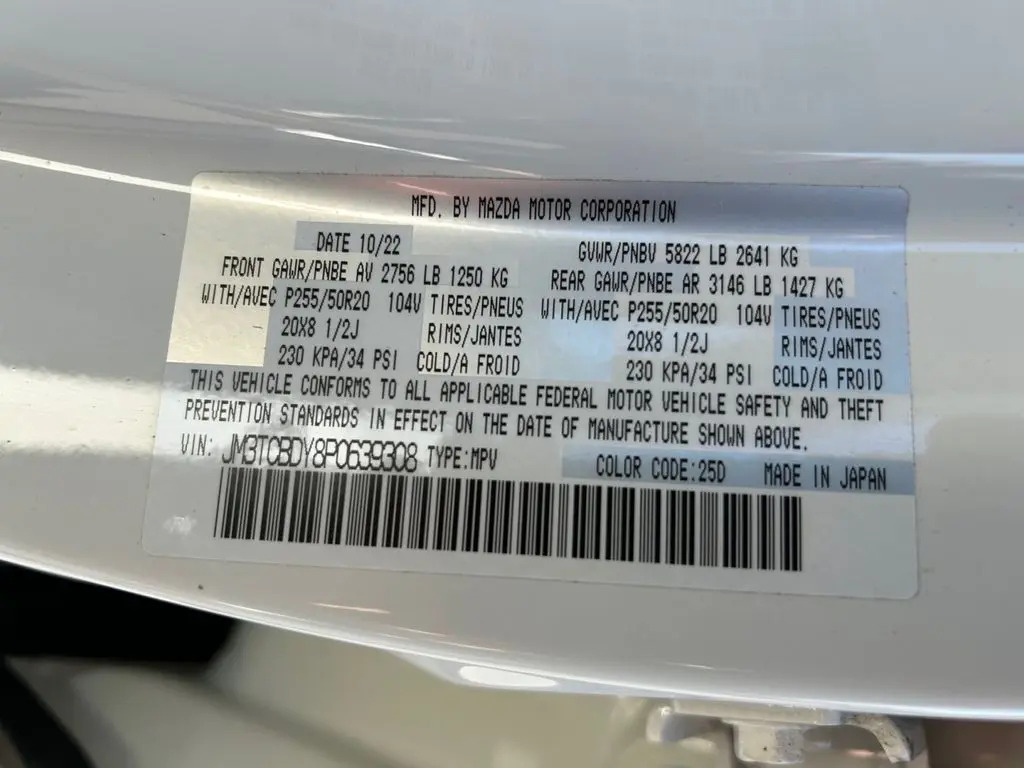 MFD. BY MAZDA MOTOR CORPORATION
DATE 10/22 GVWR/PNBV 5822 LB 2641 KG
FRONT GAWR/PNBE AV 2756 LB 1250 KG REAR GAWR/PNBE AR 3146 LB 1427 KG
WITH/AVEC P255/50R20 104V TIRES/PNEUS WITH/AVEC P255/50R20 104V TIRES/PNEUS
20X8 1/2J RIMS/JANTES 20X8 1/2J RIMS/JANTES
230 KPA/34 PSI COLD/A FROID 230 KPA/34 PSI COLD/A FROID
THIS VEHICLE CONFORMS TO ALL APPLICABLE FEDERAL MOTOR VEHICLE SAFETY AND THEFT
PREVENTION STANDARDS IN EFFECT ON THE DATE OF MANUFACTURE SHOWN ABOVE.
VIN: JM3TCBDY8P0639308 TYPE:MPV COLOR CODE:25D MADE IN JAPAN